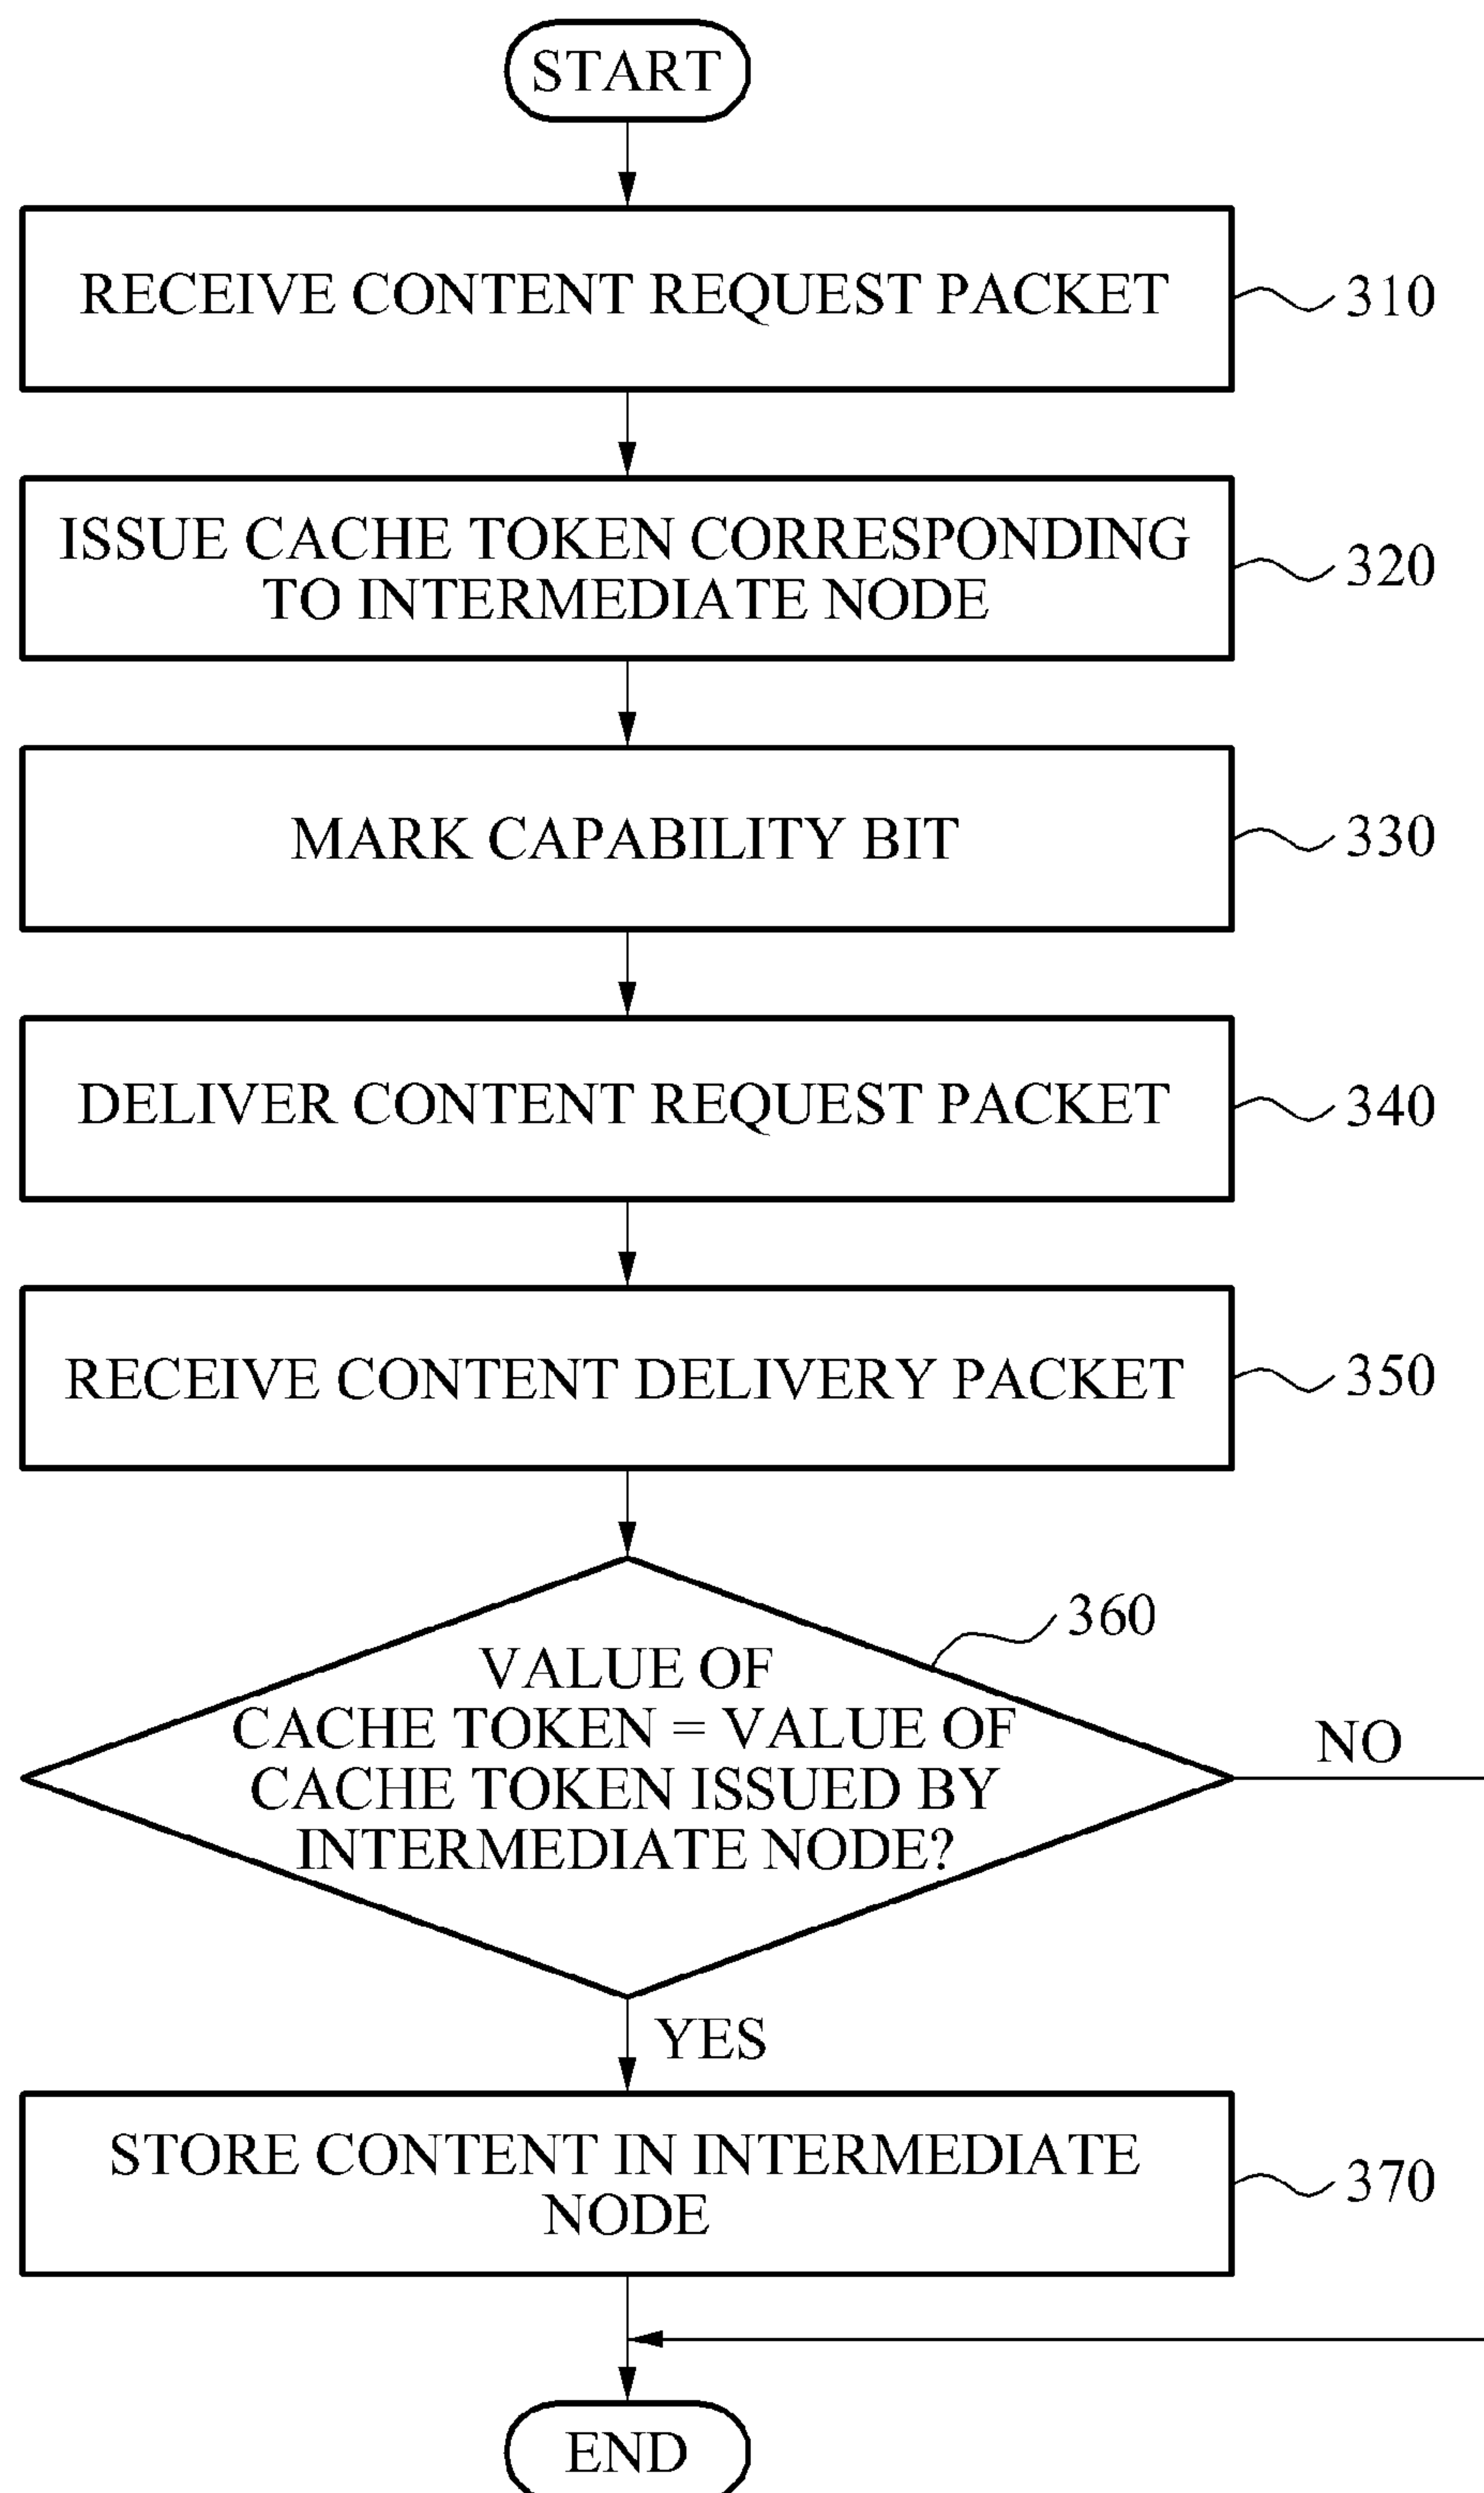 START
RECEIVE CONTENT REQUEST PACKET
310
ISSUE CACHE TOKEN CORRESPONDING
TO INTERMEDIATE NODE
320
MARK CAPABILITY BIT
330
DELIVER CONTENT REQUEST PACKET
340
RECEIVE CONTENT DELIVERY PACKET
350
360
VALUE OF
CACHE TOKEN = VALUE OF
CACHE TOKEN ISSUED BY
INTERMEDIATE NODE?
NO
YES
STORE CONTENT IN INTERMEDIATE
NODE
370
END